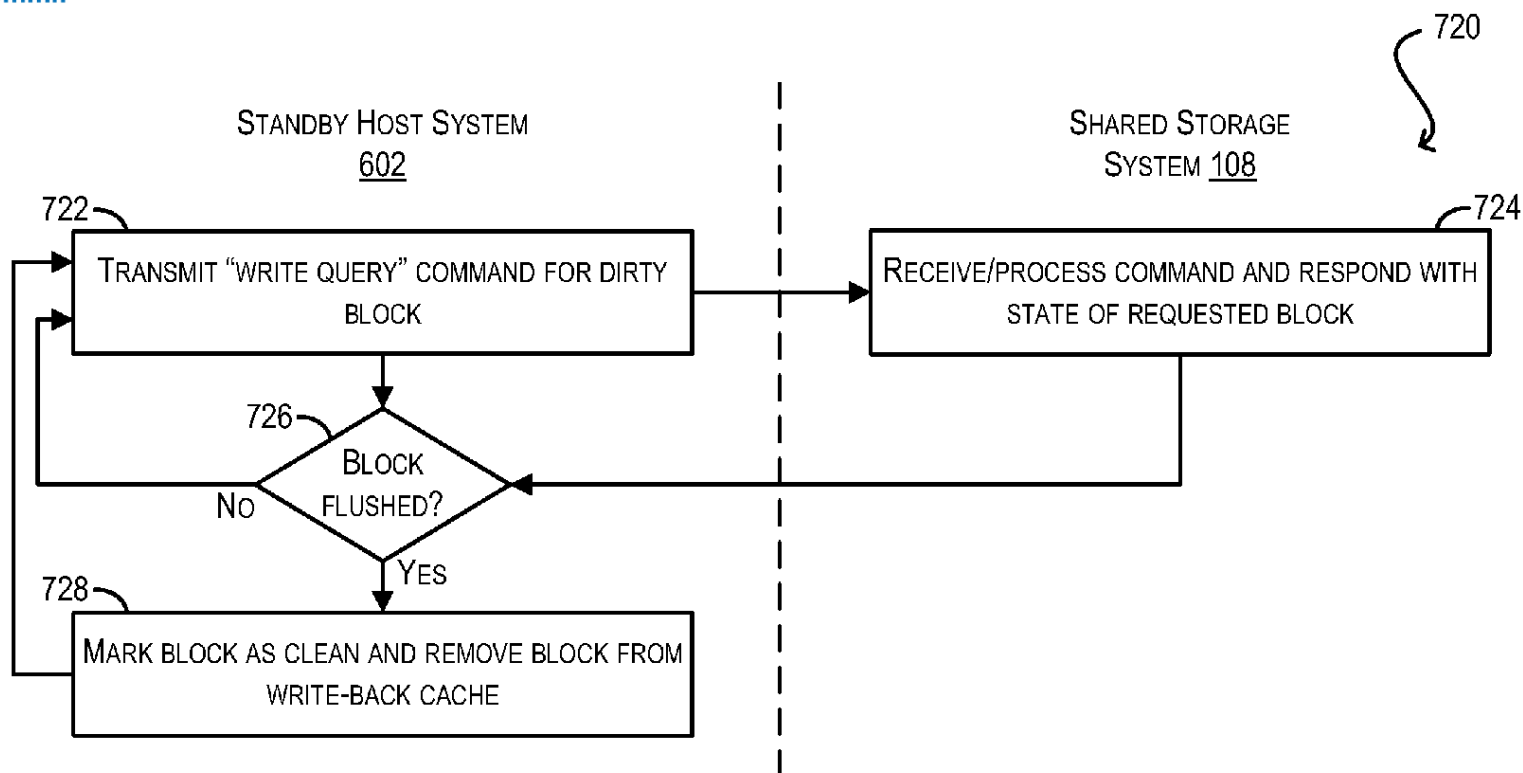 720
STANDBY HOST SYSTEM
602
SHARED STORAGE
SYSTEM 108
722
TRANSMIT “WRITE QUERY” COMMAND FOR DIRTY
BLOCK
724
RECEIVE/PROCESS COMMAND AND RESPOND WITH
STATE OF REQUESTED BLOCK
726
BLOCK
FLUSHED?
NO
YES
728
MARK BLOCK AS CLEAN AND REMOVE BLOCK FROM
WRITE-BACK CACHE